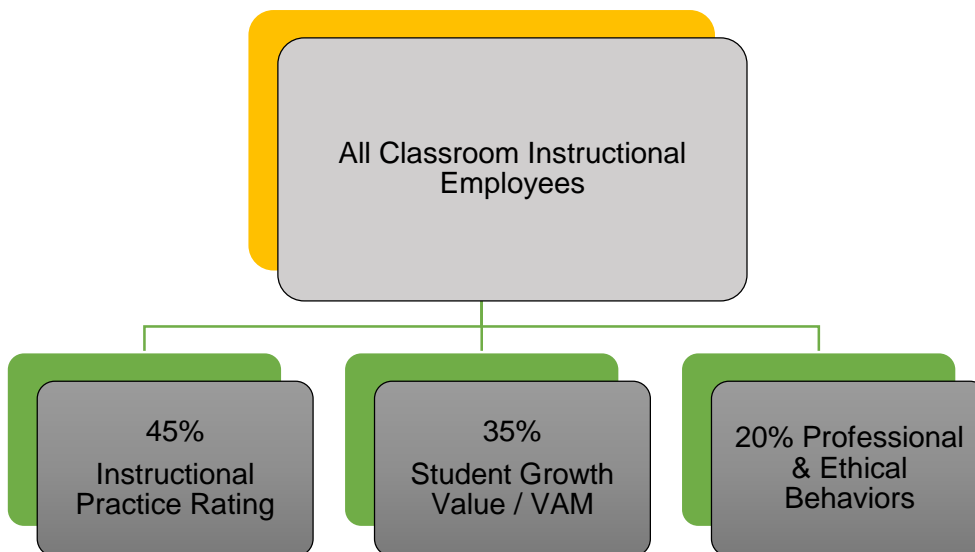 All Classroom Instructional
Employees
45%
Instructional
Practice Rating
35%
Student Growth
Value / VAM
20% Professional
& Ethical
Behaviors